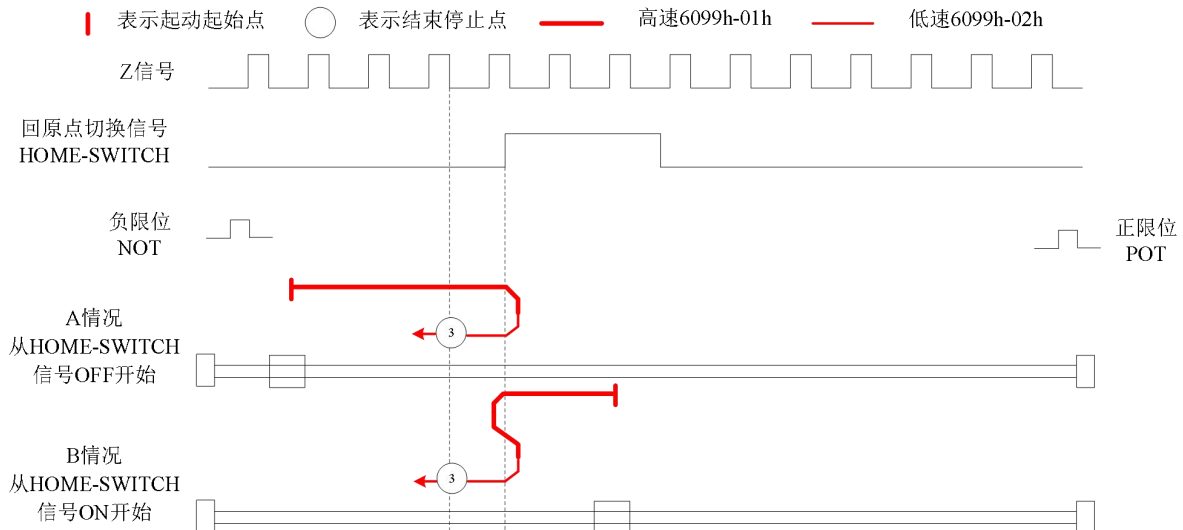 表示起动起始点
表示结束停止点
高速6099h-01h
低速6099h-02h
Z信号
回原点切换信号
HOME-SWITCH
负限位
NOT
正限位
POT
A情况
从HOME-SWITCH
信号OFF开始
3
B情况
从HOME-SWITCH
信号ON开始
3